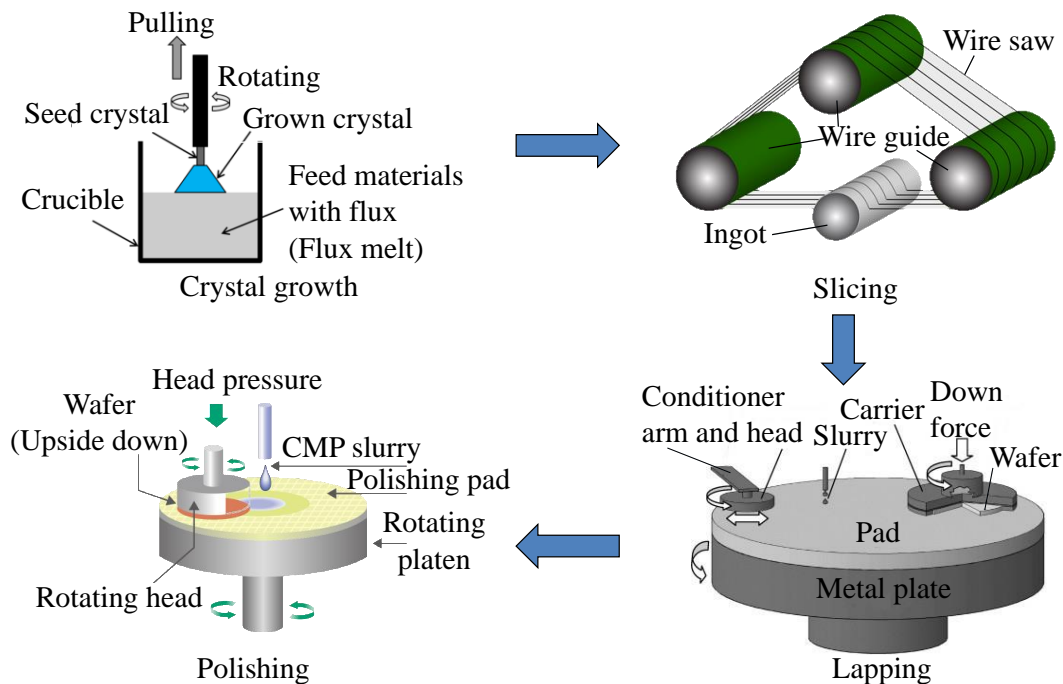 Pulling
Rotating
Seed crystal
Grown crystal
Crucible
Feed materials
with flux
(Flux melt)
Crystal growth
Wire saw
Wire guide
Ingot
Slicing
Conditioner
arm and head
Slurry
Carrier
Down
force
Wafer
Pad
Metal plate
Lapping
Head pressure
Wafer
(Upside down)
CMP slurry
Polishing pad
Rotating
platen
Rotating head
Polishing